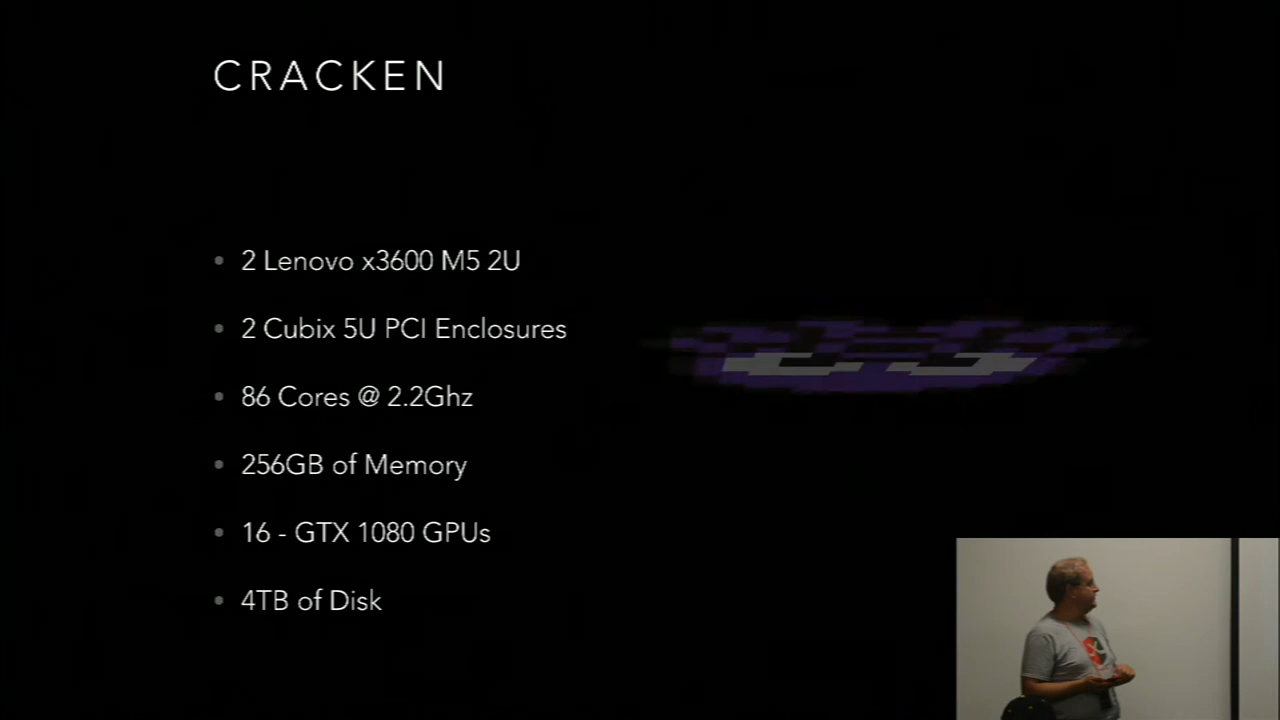 CRACKEN
2 Lenovo x3600 M5 2U
2 Cubix 5U PCI Enclosures
86 Cores @ 2.2Ghz
256GB of Memory
16 - GTX 1080 GPUs
4TB of Disk